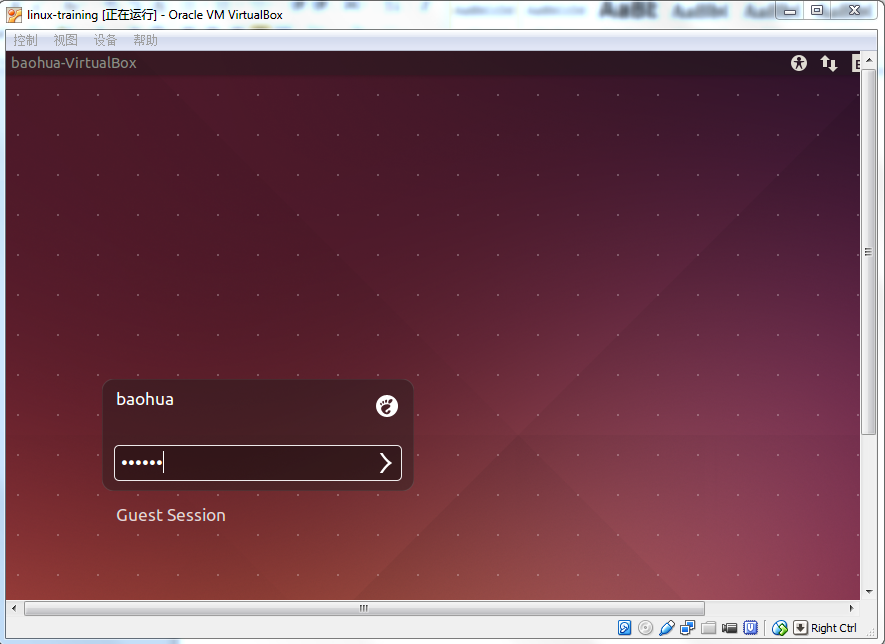 linux-training [正在运行] - Oracle VM VirtualBox
控制 视图 设备 帮助
baohua-VirtualBox
baohua
••••••
Guest Session
Right Ctrl